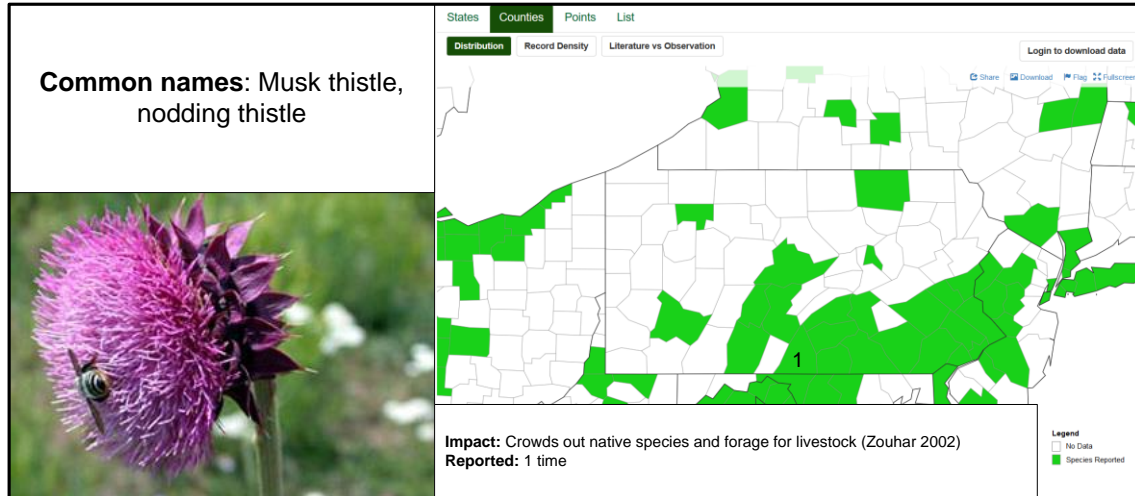 Common names: Musk thistle,
nodding thistle
States Counties Points List
Distribution Record Density Literature vs Observation
Login to download data
Share Download Flag Fullscreen
1
Impact: Crowds out native species and forage for livestock (Zouhar 2002)
Reported: 1 time
Legend
No Data
Species Reported